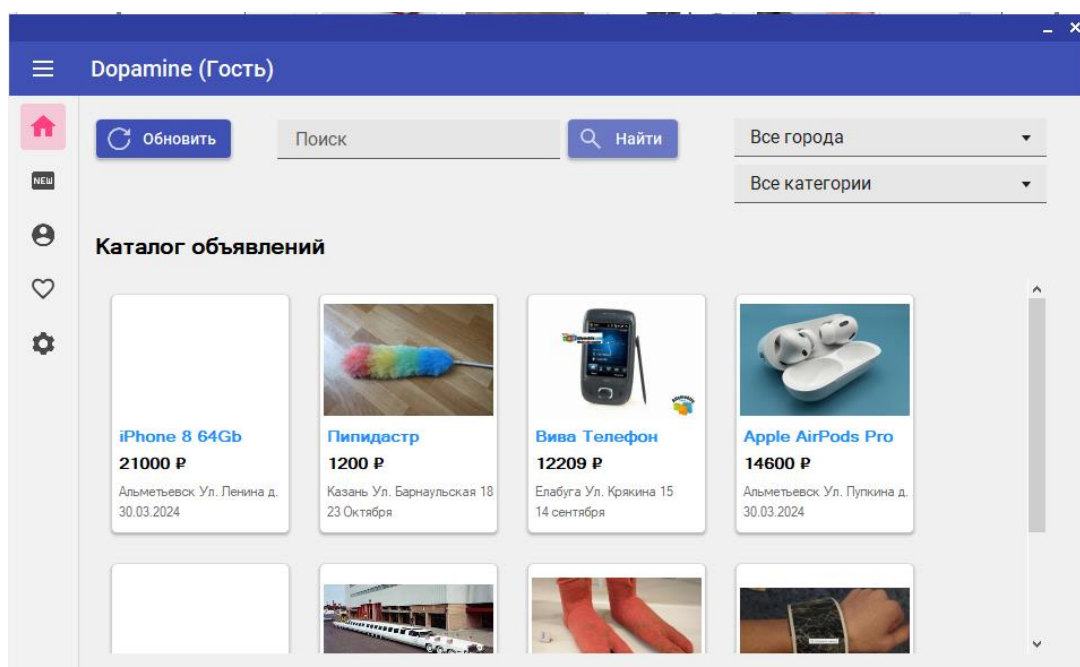 Dopamine (Гость)
NEW
Обновить
Поиск
Найти
Все города
Все категории
Каталог объявлений
iPhone 8 64Gb
21000 ₽
Альметьевск Ул. Ленина д.
30.03.2024
Пипидастр
1200 ₽
Казань Ул. Барнаульская 18
23 Октября
Вива Телефон
12209 ₽
Елабуга Ул. Крякина 15
14 сентября
Apple AirPods Pro
14600 ₽
Альметьевск Ул. Пупкина д.
30.03.2024